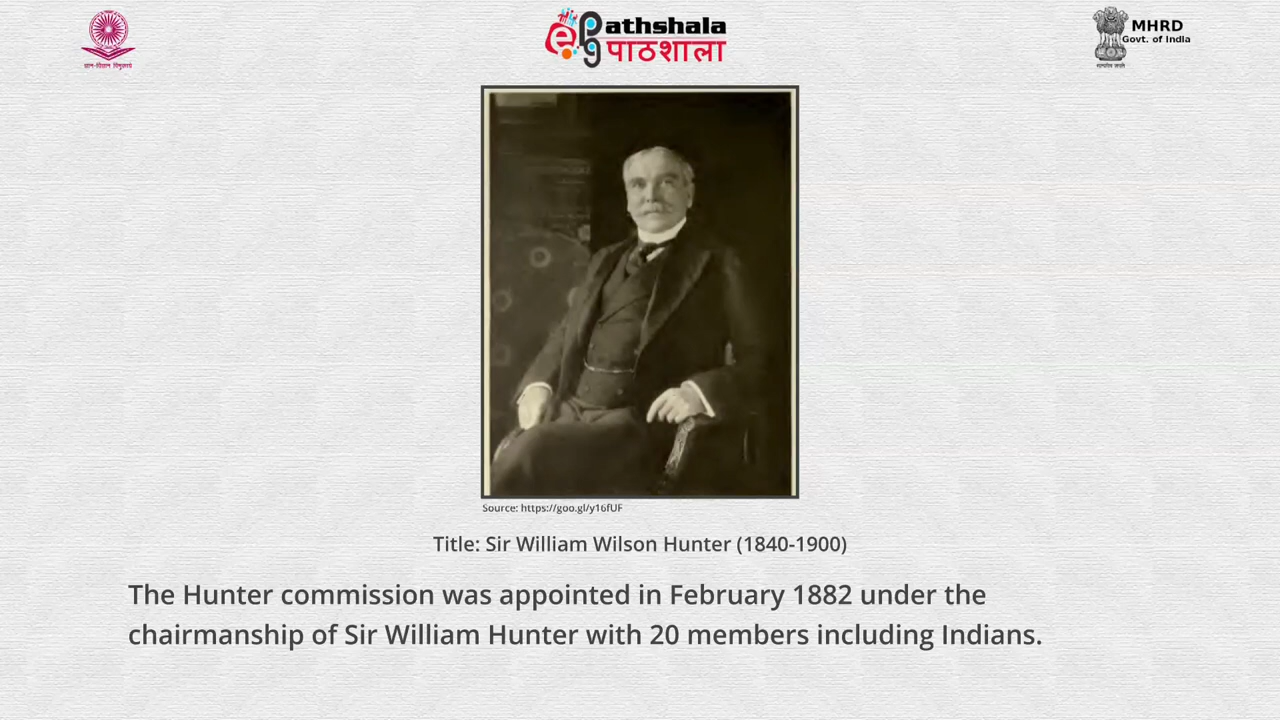 Pathshala
पाठशाला
MHRD
Govt. of India
Source: https://goo.gl/y16fUF
Title: Sir William Wilson Hunter (1840-1900)
The Hunter commission was appointed in February 1882 under the
chairmanship of Sir William Hunter with 20 members including Indians.